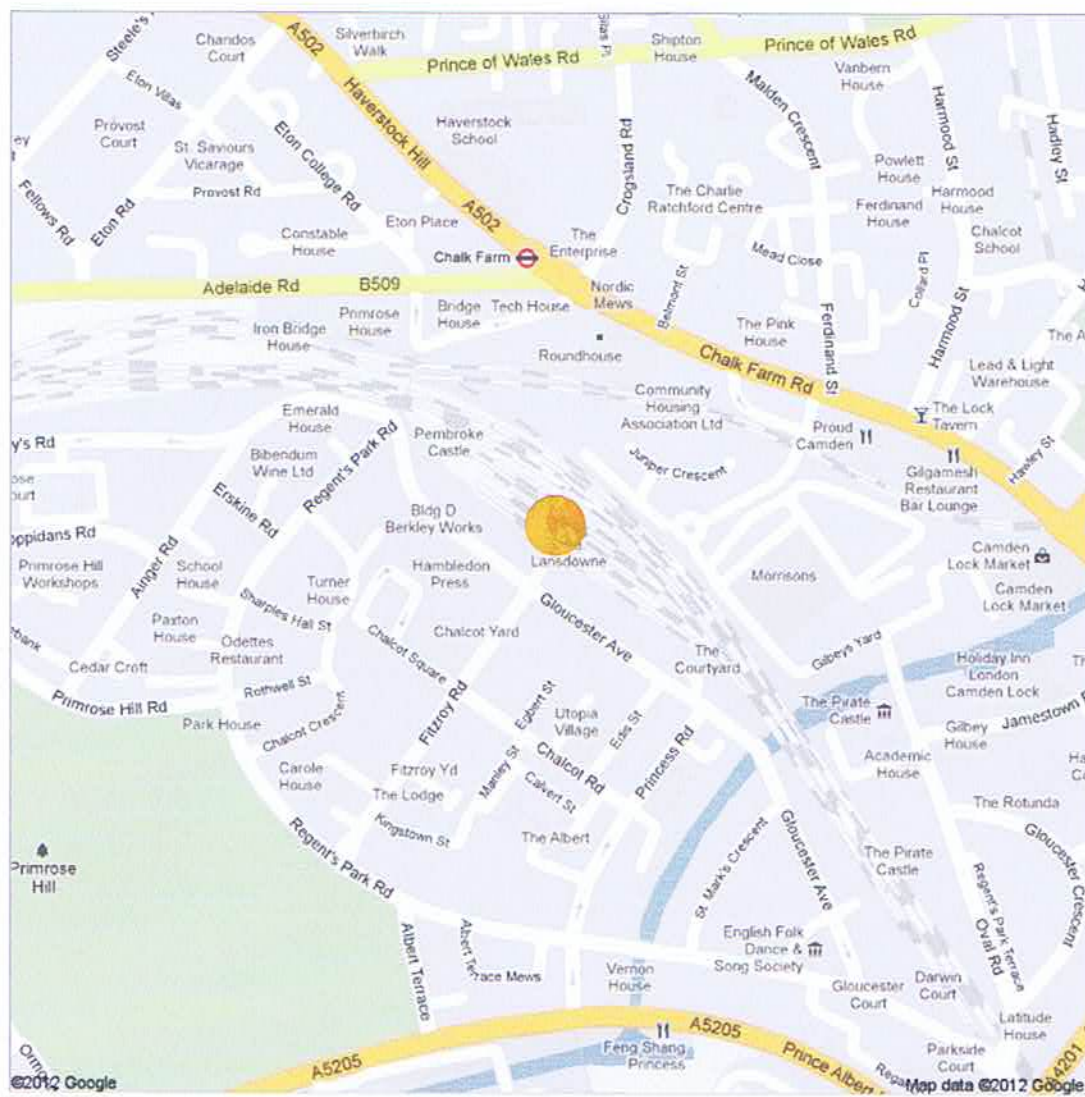 Steele's
Chandos
Court
A502
Silverbirch
Walk
Prince of Wales Rd
Shipton
House
Prince of Wales Rd
Vanbern
House
Eton Villas
Haverstock Hill
Haverstock
School
Malden Crescent
Harmood St
Hadley St
Provost
Court
St. Saviours
Vicarage
Eton College Rd
Crogsland Rd
Powlett
House
Fellows Rd
Eton Rd
Provost Rd
The Charlie
Ratchford Centre
Ferdinand
House
Harmood
House
Constable
House
Eton Place
A502
The
Enterprise
Mead Close
Chalcot
School
Chalk Farm
Collard Pl
Adelaide Rd
B509
Nordic
Mews
Belmont St
Ferdinand St
Harmood St
Iron Bridge
House
Primrose
House
Bridge
House
Tech House
The Pink
House
Roundhouse
Chalk Farm Rd
Lead & Light
Warehouse
The A
Emerald
House
Community
Housing
Association Ltd
The Lock
Tavern
y's Rd
Regent's Park Rd
Pembroke
Castle
Proud
Camden
Hawley St
Bibendum
Wine Ltd
Juniper Crescent
Gilgamesh
Restaurant
Bar Lounge
Erskine Rd
Bldg D
Berkley Works
oppidans Rd
Ainger Rd
Lansdowne
Camden
Lock Market
Primrose Hill
Workshops
School
House
Turner
House
Hambledon
Press
Morrisons
Camden
Lock Market
Sharples Hall St
Gloucester Ave
Paxton
House
Odettes
Restaurant
Chalcot Square
Chalcot Yard
Gilbeys Yard
ebank
Cedar Croft
The
Courtyard
Holiday Inn
London
Camden Lock
Rothwell St
Primrose Hill Rd
Park House
Chalcot Crescent
Fitzroy Rd
Egbert St
Utopia
Village
Edis St
The Pirate
Castle
Gilbey
House
Jamestown
Carole
House
Fitzroy Yd
Manley St
Chalcot Rd
Princess Rd
Academic
House
The Lodge
Calvert St
The Rotunda
Kingstown St
The Albert
Primrose
Hill
Regent's Park Rd
St. Mark's Crescent
Gloucester Ave
The Pirate
Castle
Gloucester Crescent
Regent's Park Terrace
Oval Rd
Albert Terrace
Albert Terrace Mews
English Folk
Dance &
Song Society
Vernon
House
Gloucester
Court
Darwin
Court
Latitude
House
A5205
A5205
Feng Shang
Princess
Prince Albert
Parkside
Court
A4201
©2012 Google
Map data ©2012 Google